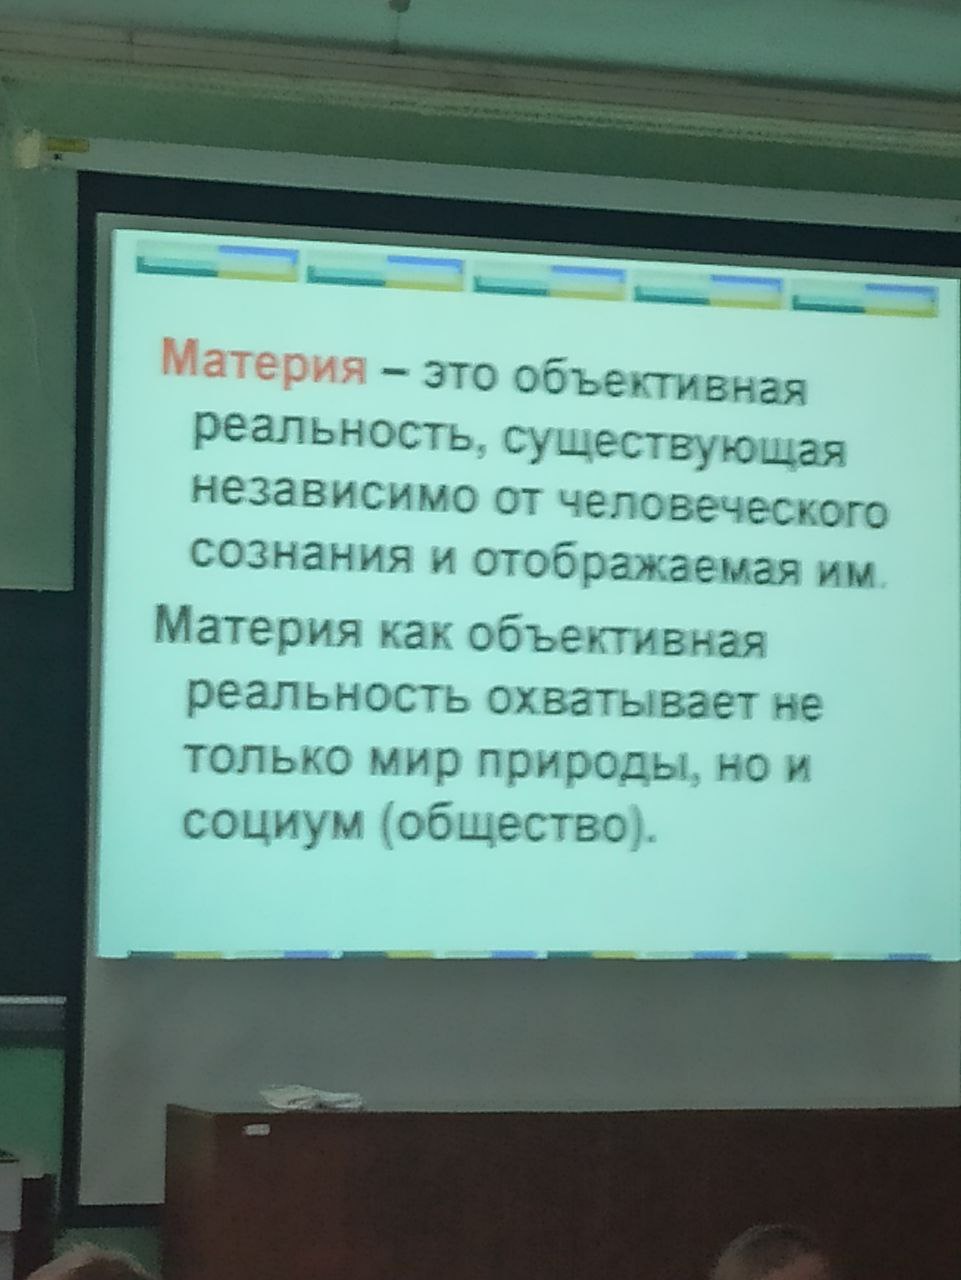 Материя – это объективная
реальность, существующая
независимо от человеческого
сознания и отображаемая им.
Материя как объективная
реальность охватывает не
только мир природы, но и
социум (общество).